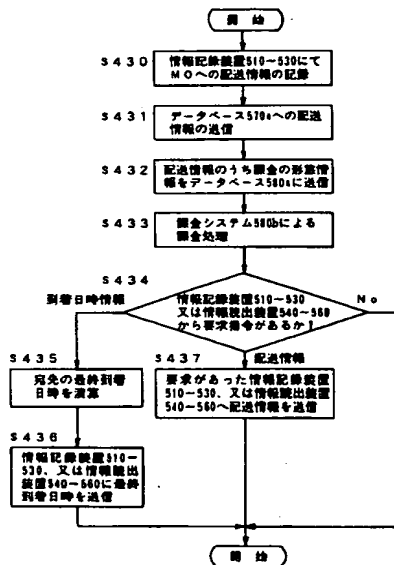 開始
S430
情報記録装置510~530にて
MOへの配送情報の記録
S431
データベース570aへの配送
情報の送信
S432
配送情報のうち課金の形態情
報をデータベース580aに送信
S433
課金システム580bによる
課金処理
S434
到着日時情報
情報記録装置510~530
又は情報読出装置540~560
から要求指令があるか!
No
S435
宛先の最終到着
日時を演算
S437
配送情報
要求があった情報記録装置
510~530、又は情報読出装置
540~560へ配送情報を送信
S436
情報記録装置510~
530、又は情報読出
装置540~560に最終
到着日時を送信
開始